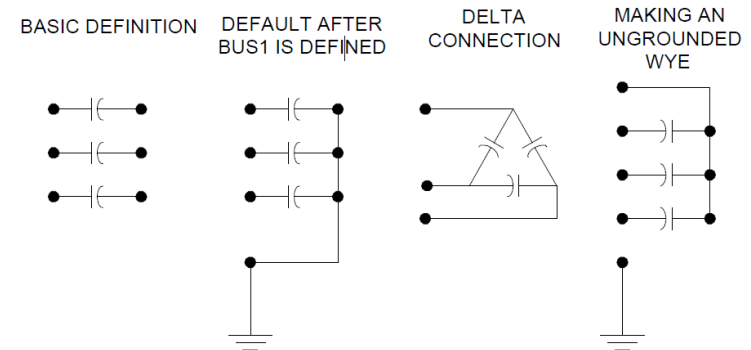 BASIC DEFINITION
DEFAULT AFTER
BUS1 IS DEFINED
DELTA
CONNECTION
MAKING AN
UNGROUNDED
WYE